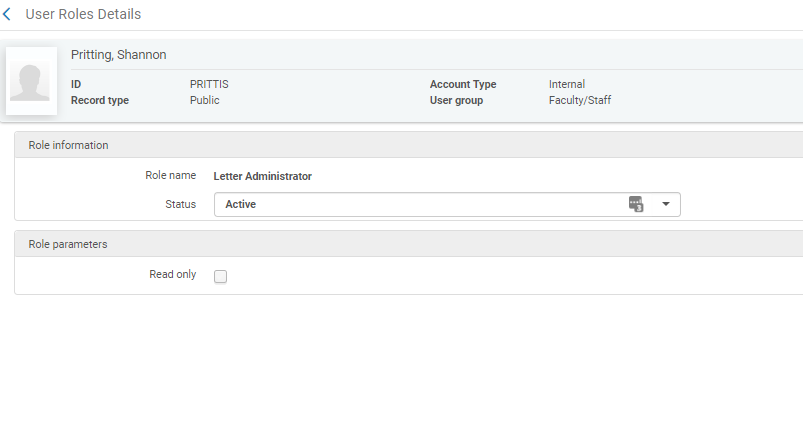 User Roles Details
Pritting, Shannon
ID PRITTIS Account Type Internal
Record type Public User group Faculty/Staff
Role information
Role name Letter Administrator
Status Active 3
Role parameters
Read only